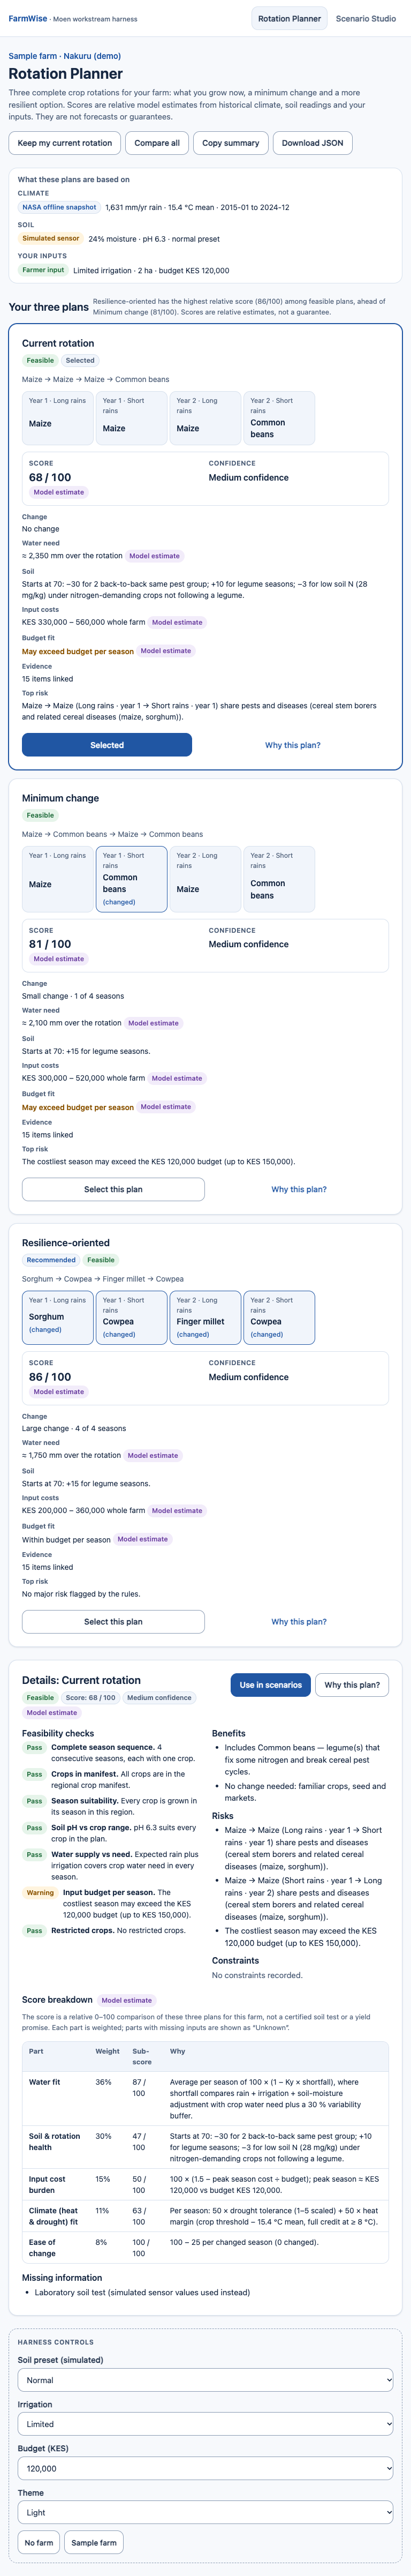 FarmWise · Moen workstream harness
Rotation Planner
Scenario Studio
Sample farm · Nakuru (demo)
Rotation Planner
Three complete crop rotations for your farm: what you grow now, a minimum change and a more
resilient option. Scores are relative model estimates from historical climate, soil readings and your
inputs. They are not forecasts or guarantees.
Keep my current rotation
Compare all
Copy summary
Download JSON
What these plans are based on
CLIMATE
NASA offline snapshot 1,631 mm/yr rain · 15.4 °C mean · 2015-01 to 2024-12
SOIL
Simulated sensor 24% moisture · pH 6.3 · normal preset
YOUR INPUTS
Farmer input Limited irrigation · 2 ha · budget KES 120,000
Your three plans
Resilience-oriented has the highest relative score (86/100) among feasible plans, ahead of
Minimum change (81/100). Scores are relative estimates, not a guarantee.
Current rotation
Feasible Selected
Maize → Maize → Maize → Common beans
Year 1 · Long rains
Maize
Year 1 · Short
rains
Maize
Year 2 · Long
rains
Maize
Year 2 · Short
rains
Common
beans
SCORE
68 / 100
Model estimate
CONFIDENCE
Medium confidence
Change
No change
Water need
≈ 2,350 mm over the rotation Model estimate
Soil
Starts at 70: −30 for 2 back-to-back same pest group; +10 for legume seasons; −3 for low soil N (28
mg/kg) under nitrogen-demanding crops not following a legume.
Input costs
KES 330,000 – 560,000 whole farm Model estimate
Budget fit
May exceed budget per season Model estimate
Evidence
15 items linked
Top risk
Maize → Maize (Long rains · year 1 → Short rains · year 1) share pests and diseases (cereal stem borers
and related cereal diseases (maize, sorghum)).
Selected
Why this plan?
Minimum change
Feasible
Maize → Common beans → Maize → Common beans
Year 1 · Long rains
Maize
Year 1 · Short
rains
Common
beans
(changed)
Year 2 · Long
rains
Maize
Year 2 · Short
rains
Common
beans
SCORE
81 / 100
Model estimate
CONFIDENCE
Medium confidence
Change
Small change · 1 of 4 seasons
Water need
≈ 2,100 mm over the rotation Model estimate
Soil
Starts at 70: +15 for legume seasons.
Input costs
KES 300,000 – 520,000 whole farm Model estimate
Budget fit
May exceed budget per season Model estimate
Evidence
15 items linked
Top risk
The costliest season may exceed the KES 120,000 budget (up to KES 150,000).
Select this plan
Why this plan?
Resilience-oriented
Recommended Feasible
Sorghum → Cowpea → Finger millet → Cowpea
Year 1 · Long rains
Sorghum
(changed)
Year 1 · Short
rains
Cowpea
(changed)
Year 2 · Long
rains
Finger millet
(changed)
Year 2 · Short
rains
Cowpea
(changed)
SCORE
86 / 100
Model estimate
CONFIDENCE
Medium confidence
Change
Large change · 4 of 4 seasons
Water need
≈ 1,750 mm over the rotation Model estimate
Soil
Starts at 70: +15 for legume seasons.
Input costs
KES 200,000 – 360,000 whole farm Model estimate
Budget fit
Within budget per season Model estimate
Evidence
15 items linked
Top risk
No major risk flagged by the rules.
Select this plan
Why this plan?
Details: Current rotation
Feasible Score: 68 / 100 Medium confidence
Model estimate
Use in scenarios
Why this plan?
Feasibility checks
Pass Complete season sequence. 4
consecutive seasons, each with one crop.
Pass Crops in manifest. All crops are in the
regional crop manifest.
Pass Season suitability. Every crop is grown in
its season in this region.
Pass Soil pH vs crop range. pH 6.3 suits every
crop in the plan.
Pass Water supply vs need. Expected rain plus
irrigation covers crop water need in every
season.
Warning Input budget per season. The
costliest season may exceed the KES
120,000 budget (up to KES 150,000).
Pass Restricted crops. No restricted crops.
Benefits
• Includes Common beans — legume(s) that
fix some nitrogen and break cereal pest
cycles.
• No change needed: familiar crops, seed and
markets.
Risks
• Maize → Maize (Long rains · year 1 → Short
rains · year 1) share pests and diseases
(cereal stem borers and related cereal
diseases (maize, sorghum)).
• Maize → Maize (Short rains · year 1 → Long
rains · year 2) share pests and diseases
(cereal stem borers and related cereal
diseases (maize, sorghum)).
• The costliest season may exceed the KES
120,000 budget (up to KES 150,000).
Constraints
No constraints recorded.
Score breakdown Model estimate
The score is a relative 0–100 comparison of these three plans for this farm, not a certified soil test or a yield
promise. Each part is weighted; parts with missing inputs are shown as “Unknown”.
Part Weight Sub-
score Why
Water fit 36% 87 /
100
Average per season of 100 × (1 − Ky × shortfall), where
shortfall compares rain + irrigation + soil-moisture
adjustment with crop water need plus a 30 % variability
buffer.
Soil & rotation
health 30% 47 /
100
Starts at 70: −30 for 2 back-to-back same pest group; +10
for legume seasons; −3 for low soil N (28 mg/kg) under
nitrogen-demanding crops not following a legume.
Input cost
burden 15% 50 /
100
100 × (1.5 − peak season cost ÷ budget); peak season ≈ KES
120,000 vs budget KES 120,000.
Climate (heat
& drought) fit 11% 63 /
100
Per season: 50 × drought tolerance (1–5 scaled) + 50 × heat
margin (crop threshold − 15.4 °C mean, full credit at ≥ 8 °C).
Ease of
change 8% 100 /
100
100 − 25 per changed season (0 changed).
Missing information
• Laboratory soil test (simulated sensor values used instead)
HARNESS CONTROLS
Soil preset (simulated)
Normal
Irrigation
Limited
Budget (KES)
120,000
Theme
Light
No farm
Sample farm